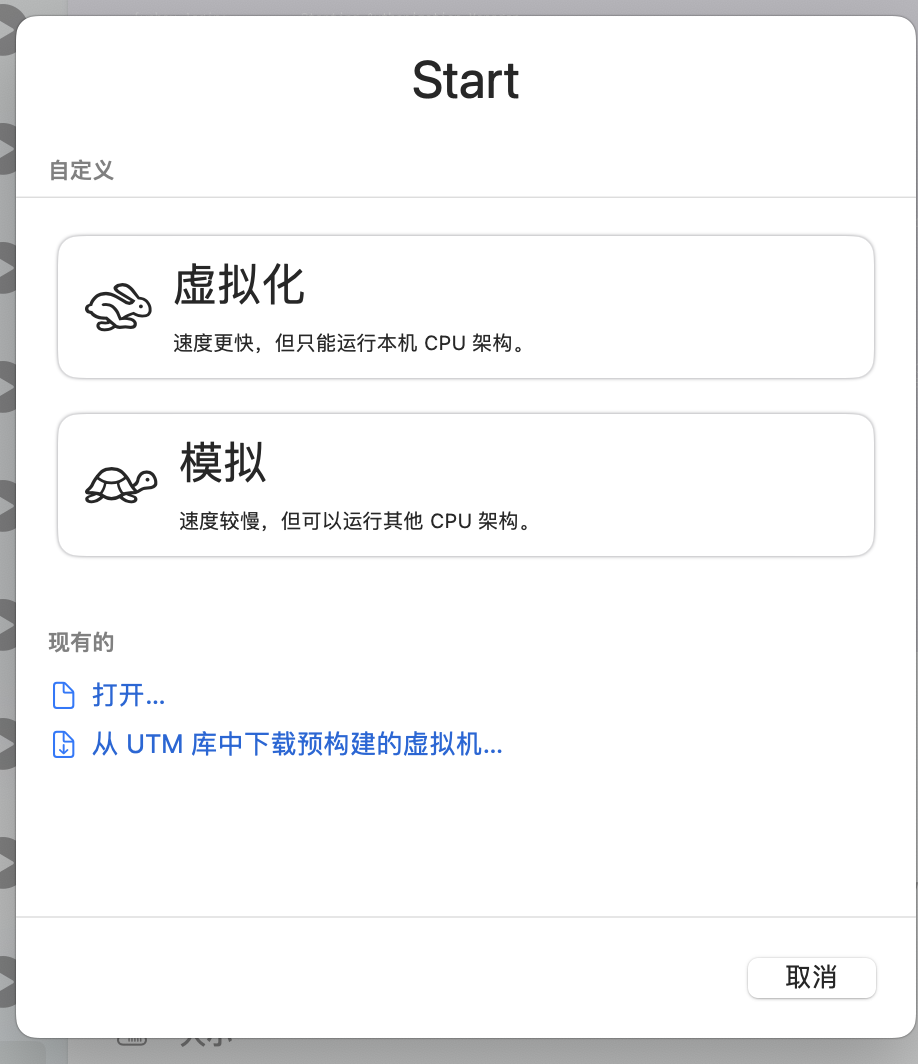 Start
自定义
虚拟化
速度更快，但只能运行本机 CPU 架构。
模拟
速度较慢，但可以运行其他 CPU 架构。
现有的
打开...
从 UTM 库中下载预构建的虚拟机...
取消